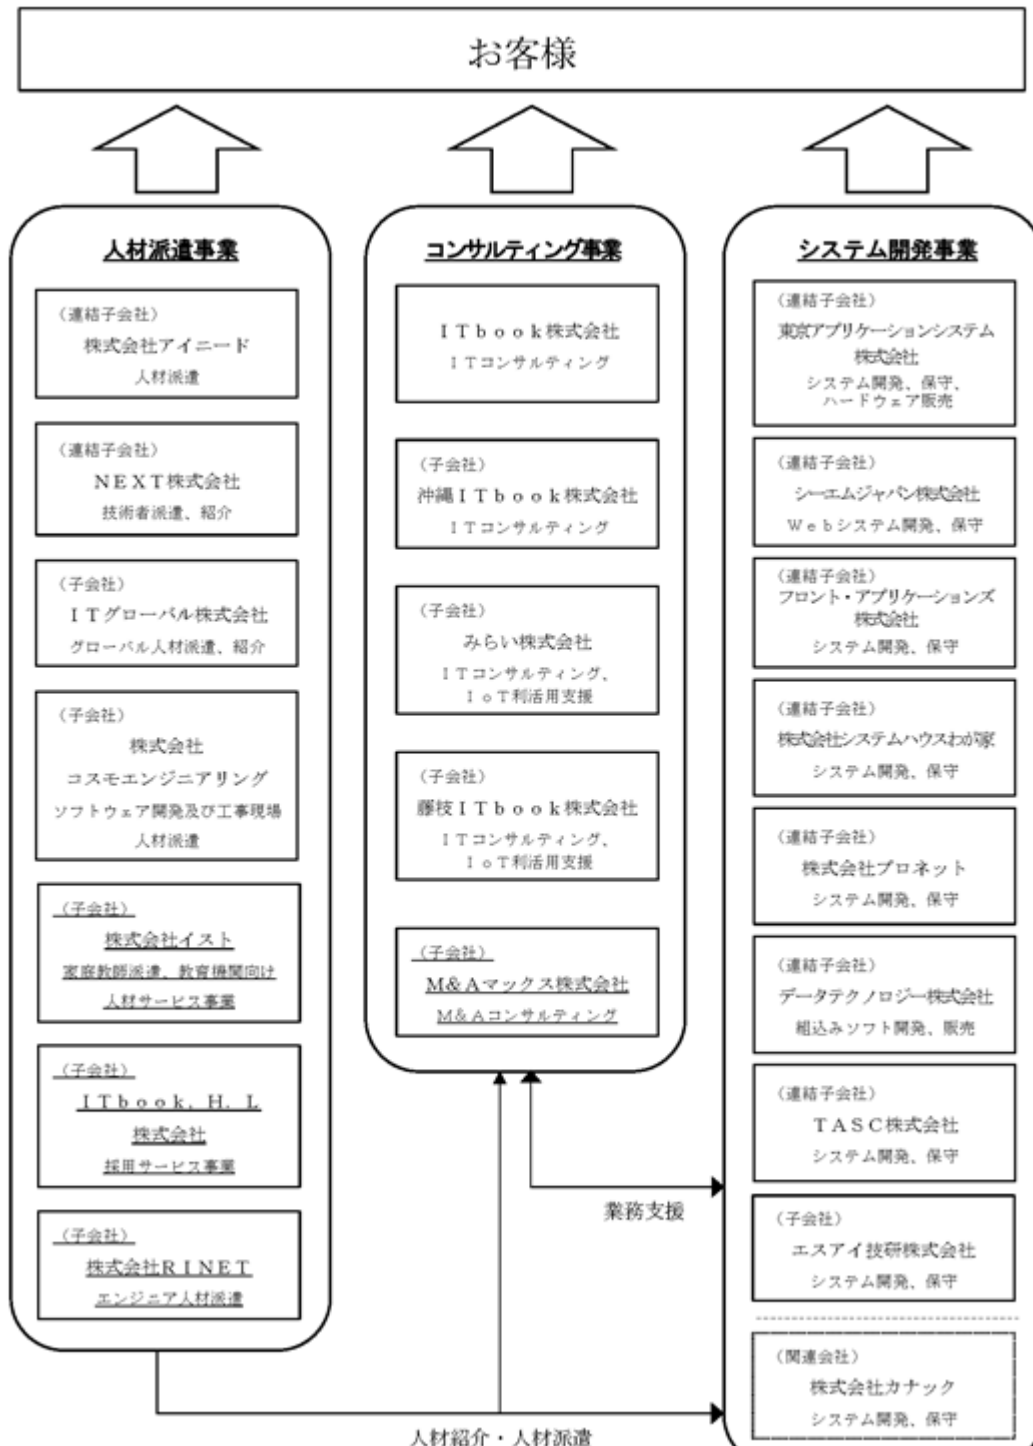 お客様
人材派遣事業
(連結子会社)
株式会社アイニード
人材派遣
(連結子会社)
NEXT株式会社
技術者派遣、紹介
(子会社)
ITグローバル株式会社
グローバル人材派遣、紹介
(子会社)
株式会社
コスモエンジニアリング
ソフトウェア開発及び工事現場
人材派遣
(子会社)
株式会社イスト
家庭教師派遣、教育機関向け
人材サービス事業
(子会社)
ITbook.H.L
株式会社
採用サービス事業
(子会社)
株式会社RINET
エンジニア人材派遣
コンサルティング事業
ITbook株式会社
ITコンサルティング
(子会社)
沖縄ITbook株式会社
ITコンサルティング
(子会社)
みらい株式会社
ITコンサルティング、
IoT利活用支援
(子会社)
藤枝ITbook株式会社
ITコンサルティング、
IoT利活用支援
(子会社)
M&Aマックス株式会社
M&Aコンサルティング
システム開発事業
(連結子会社)
東京アプリケーションシステム
株式会社
システム開発、保守、
ハードウェア販売
(連結子会社)
シーエムジャパン株式会社
Webシステム開発、保守
(連結子会社)
フロント・アプリケーションズ
株式会社
システム開発、保守
(連結子会社)
株式会社システムハウスわが家
システム開発、保守
(連結子会社)
株式会社プロネット
システム開発、保守
(連結子会社)
データテクノロジー株式会社
組込みソフト開発、販売
(連結子会社)
TASC株式会社
システム開発、保守
(子会社)
エスアイ技研株式会社
システム開発、保守
(関連会社)
株式会社カナック
システム開発、保守
業務支援
人材紹介・人材派遣